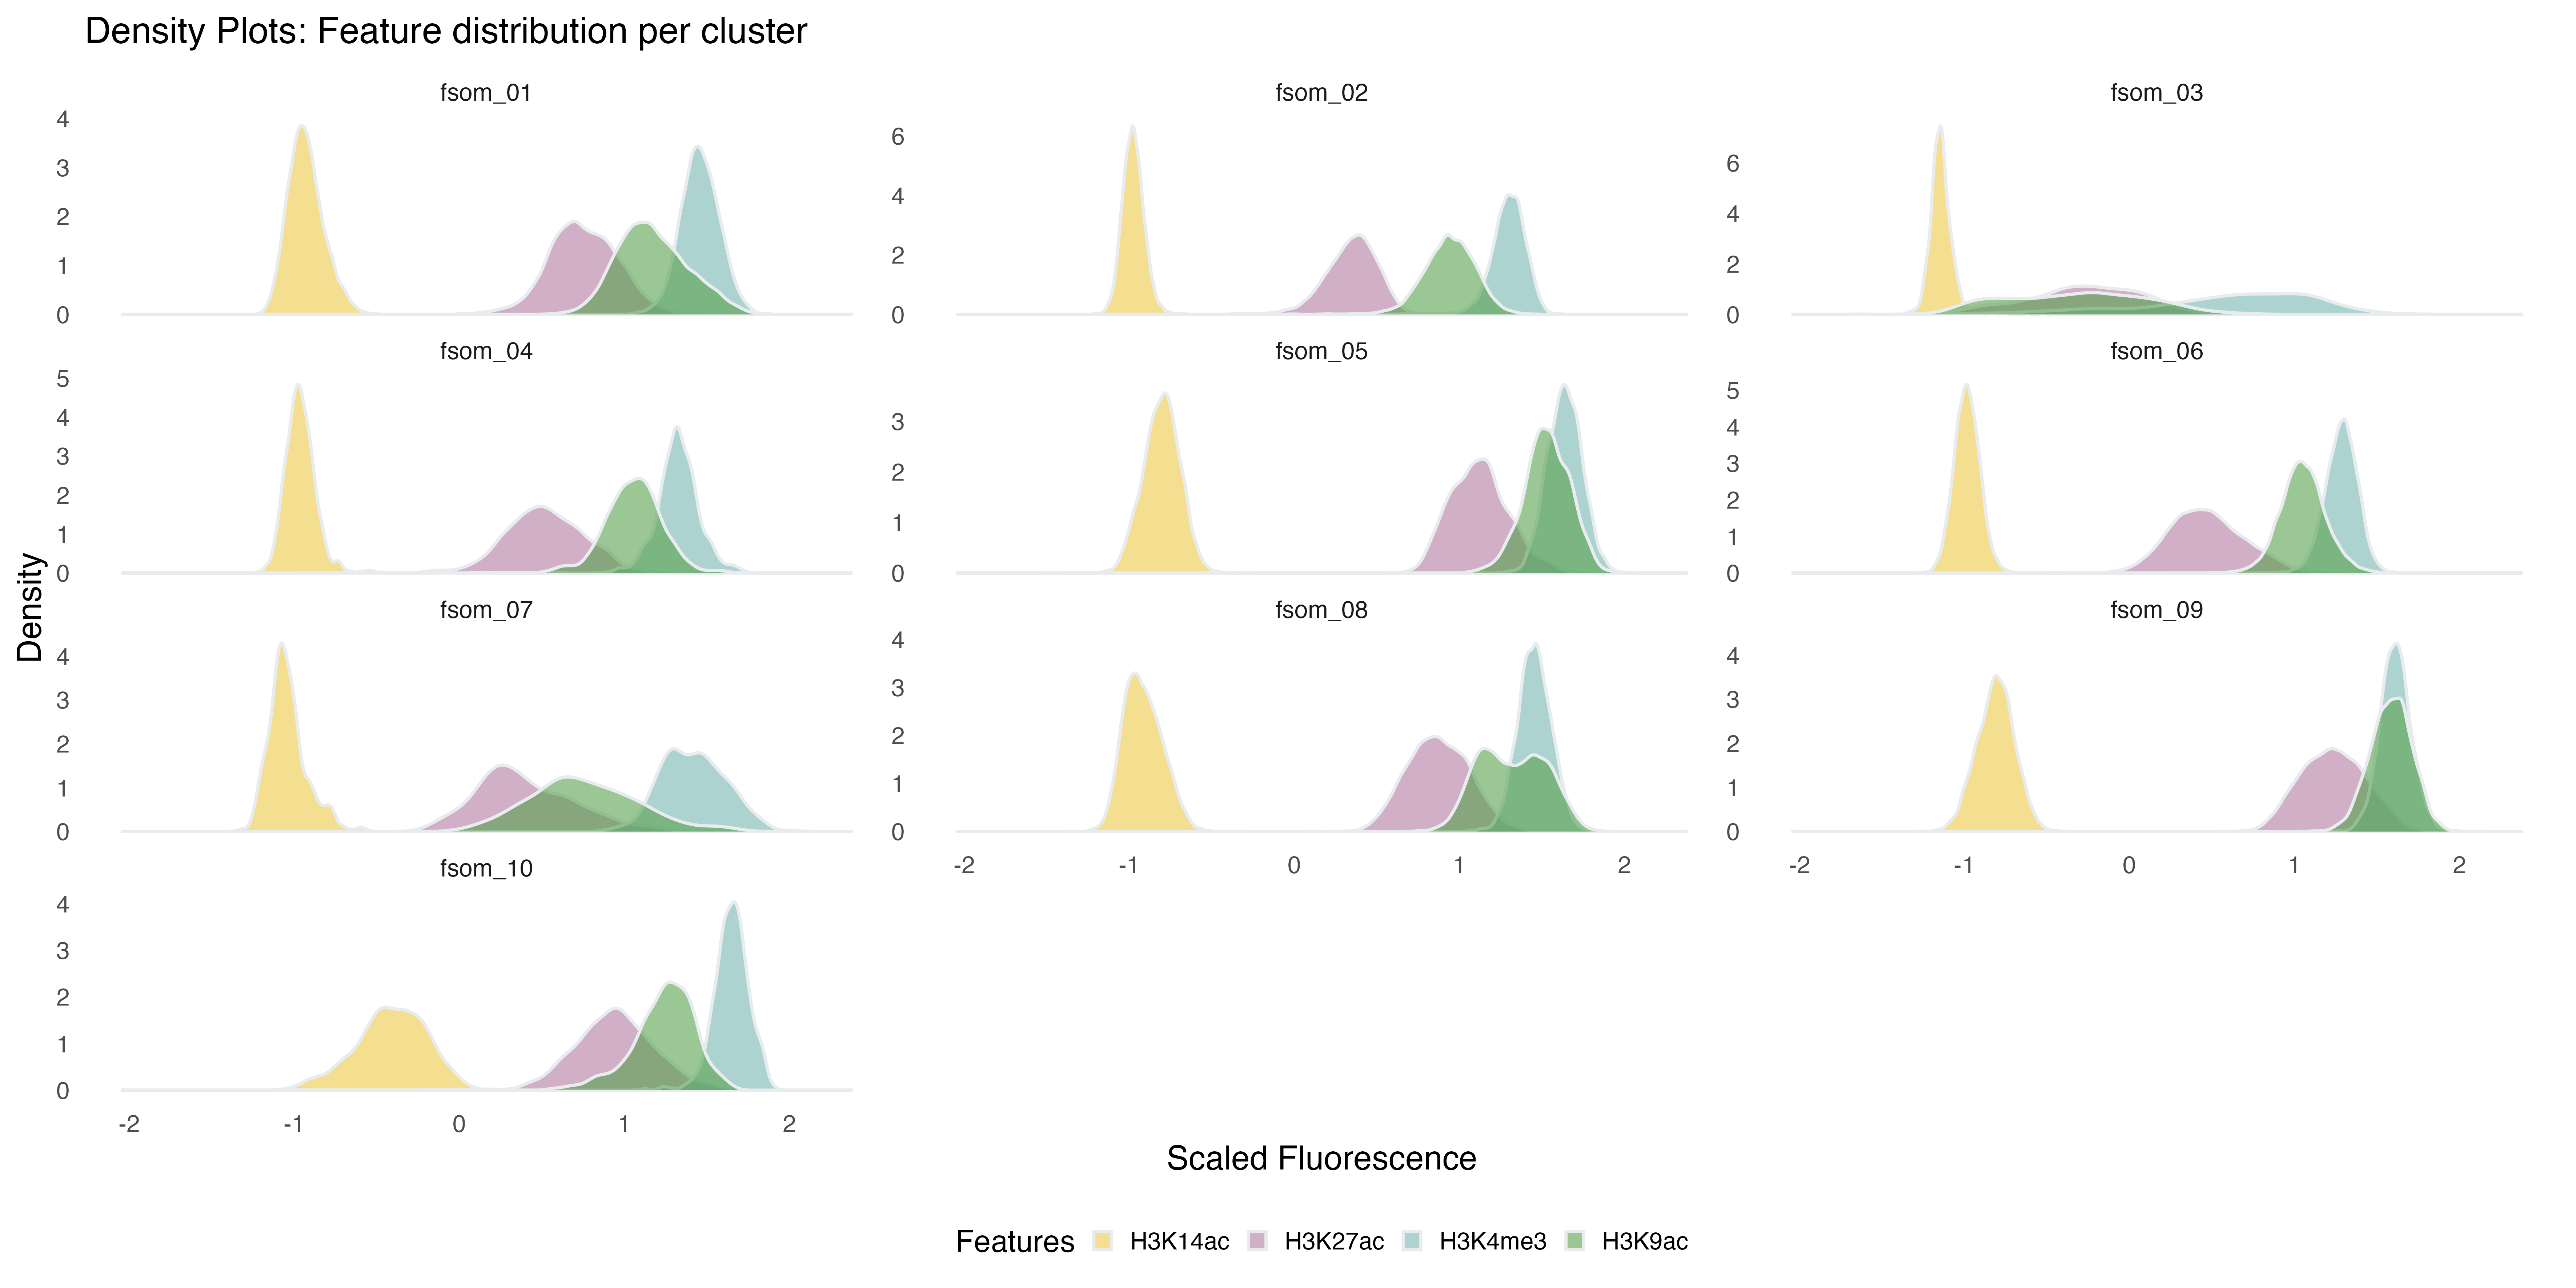 Density Plots: Feature distribution per cluster
fsom_01
fsom_02
fsom_03
4
3
2
1
0
6
4
2
0
6
4
2
0
fsom_04
fsom_05
fsom_06
5
4
3
2
1
0
3
2
1
0
5
4
3
2
1
0
Density
fsom_07
fsom_08
fsom_09
4
3
2
1
0
4
3
2
1
0
4
3
2
1
0
-2 -1 0 1 2
-2 -1 0 1 2
fsom_10
4
3
2
1
0
-2 -1 0 1 2
Scaled Fluorescence
Features H3K14ac H3K27ac H3K4me3 H3K9ac